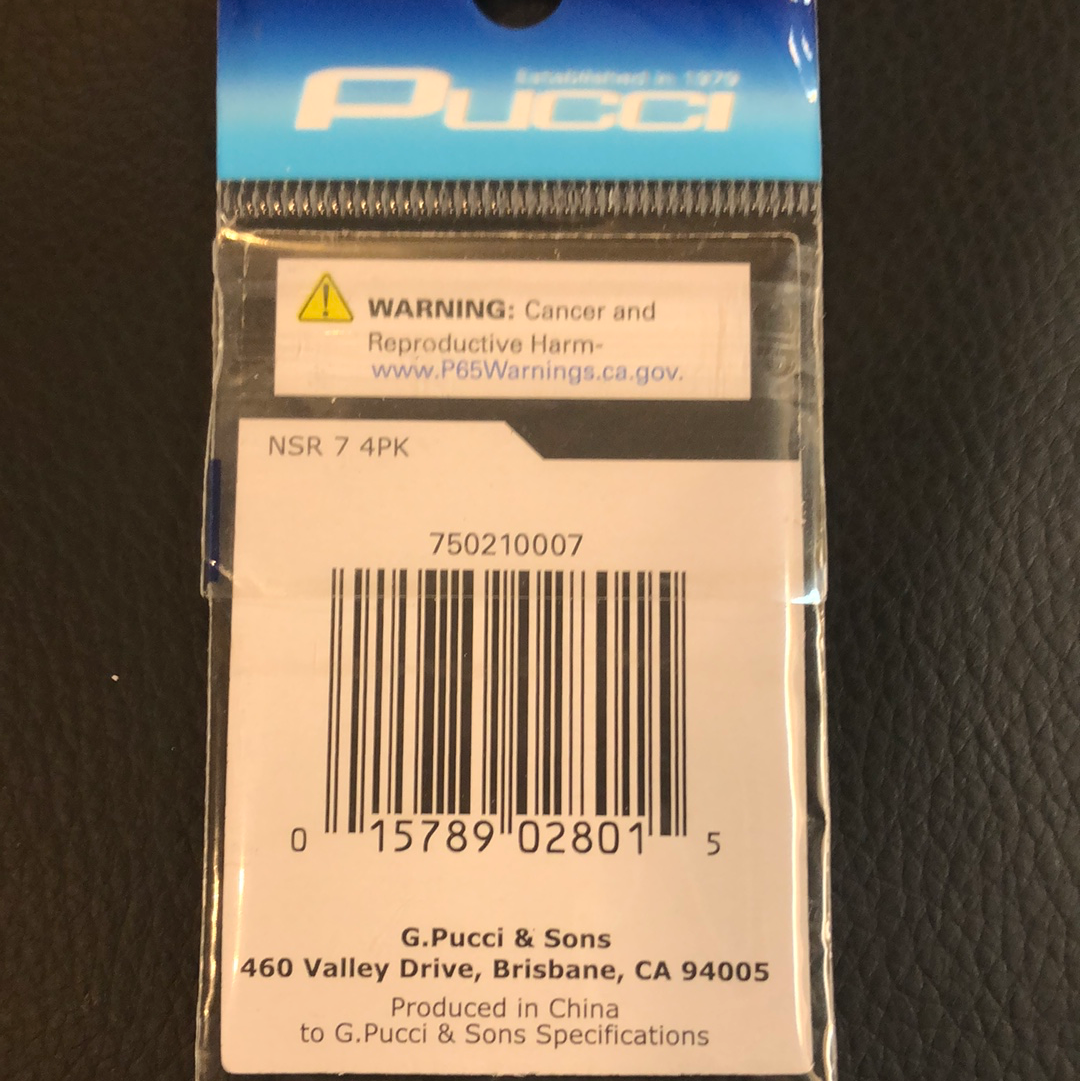 Established in 1979
PUCCI
WARNING: Cancer and
Reproductive Harm-
www.P65Warnings.ca.gov.
NSR 7 4PK
750210007
0 15789 02801 5
G.Pucci & Sons
460 Valley Drive, Brisbane, CA 94005
Produced in China
to G.Pucci & Sons Specifications